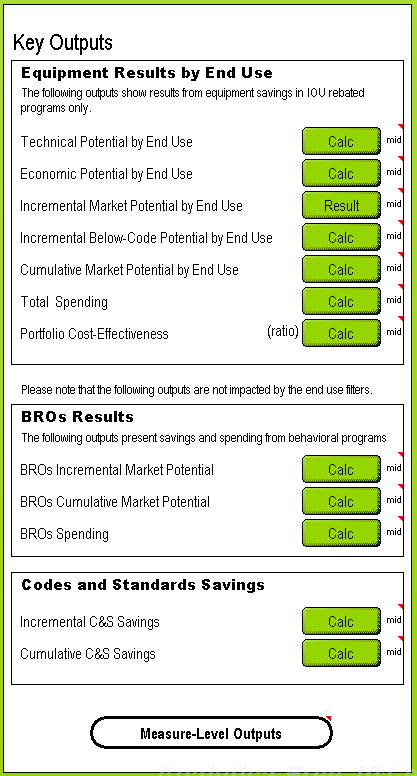 Key Outputs
Equipment Results by End Use
The following outputs show results from equipment savings in IOU rebated
programs only.
Technical Potential by End Use Calc mid
Economic Potential by End Use Calc mid
Incremental Market Potential by End Use Result mid
Incremental Below-Code Potential by End Use Calc mid
Cumulative Market Potential by End Use Calc mid
Total Spending Calc mid
Portfolio Cost-Effectiveness (ratio) Calc mid
Please note that the following outputs are not impacted by the end use filters.
BROs Results
The following outputs present savings and spending from behavioral programs
BROs Incremental Market Potential Calc mid
BROs Cumulative Market Potential Calc mid
BROs Spending Calc mid
Codes and Standards Savings
Incremental C&S Savings Calc mid
Cumulative C&S Savings Calc mid
Measure-Level Outputs